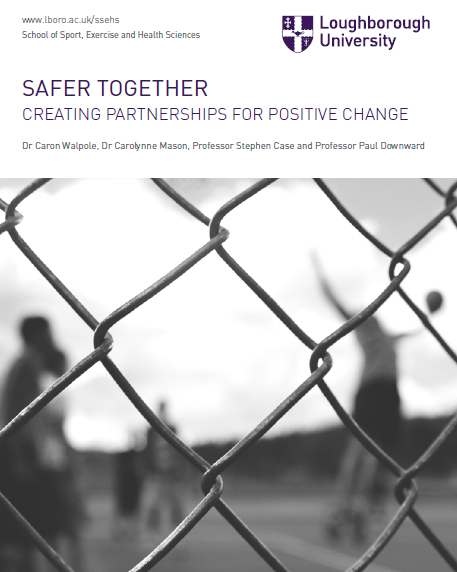 www.lboro.ac.uk/ssehs
School of Sport, Exercise and Health Sciences
Loughborough
University
SAFER TOGETHER
CREATING PARTNERSHIPS FOR POSITIVE CHANGE
Dr Caron Walpole, Dr Carolynne Mason, Professor Stephen Case and Professor Paul Downward